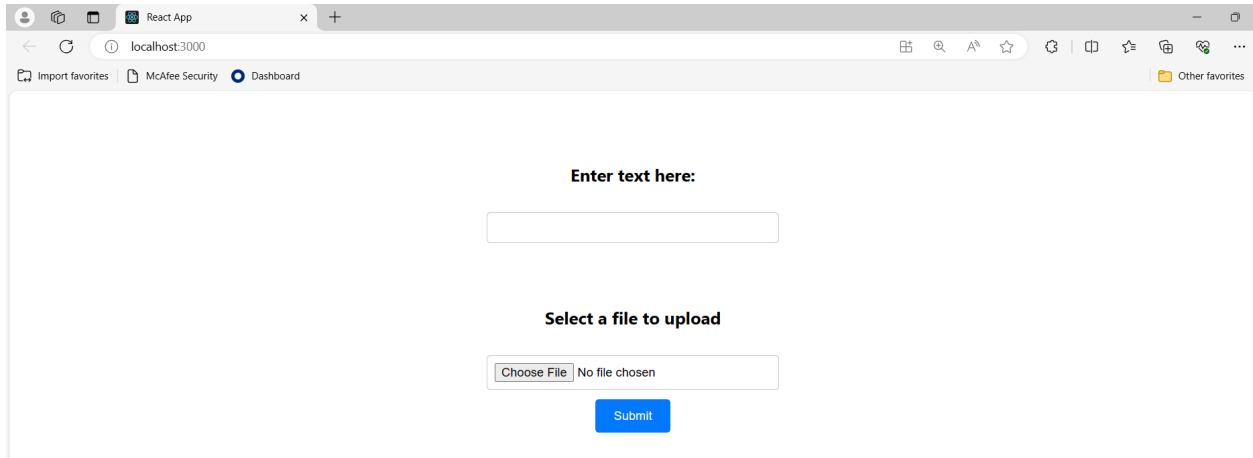 React App
localhost:3000
Import favorites McAfee Security Dashboard Other favorites
Enter text here:
Select a file to upload
Choose File No file chosen
Submit